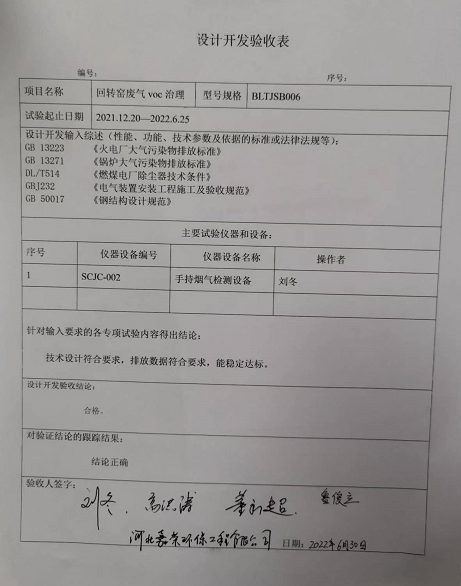 设计开发验收表
编号： 序号：
项目名称 回转窑废气 voc 治理 型号规格 BLTJSB006
试验起止日期 2021.12.20—2022.6.25
设计开发输入综述（性能、功能、技术参数及依据的标准或法律法规等）：
GB 13223 《火电厂大气污染物排放标准》
GB 13271 《锅炉大气污染物排放标准》
DL/T514 《燃煤电厂除尘器技术条件》
GBJ232 《电气装置安装工程施工及验收规范》
GB 50017 《钢结构设计规范》
主要试验仪器和设备：
序号 仪器设备编号 仪器设备名称 操作者
1 SCJC-002 手持烟气检测设备 刘冬
针对输入要求的各专项试验内容得出结论：
技术设计符合要求，排放数据符合要求，能稳定达标。
设计开发验收结论：
合格。
对验证结论的跟踪结果：
结论正确
验收人签字：
刘冬.
河北嘉荣环保工程有限公司 日期：2022年6月30日